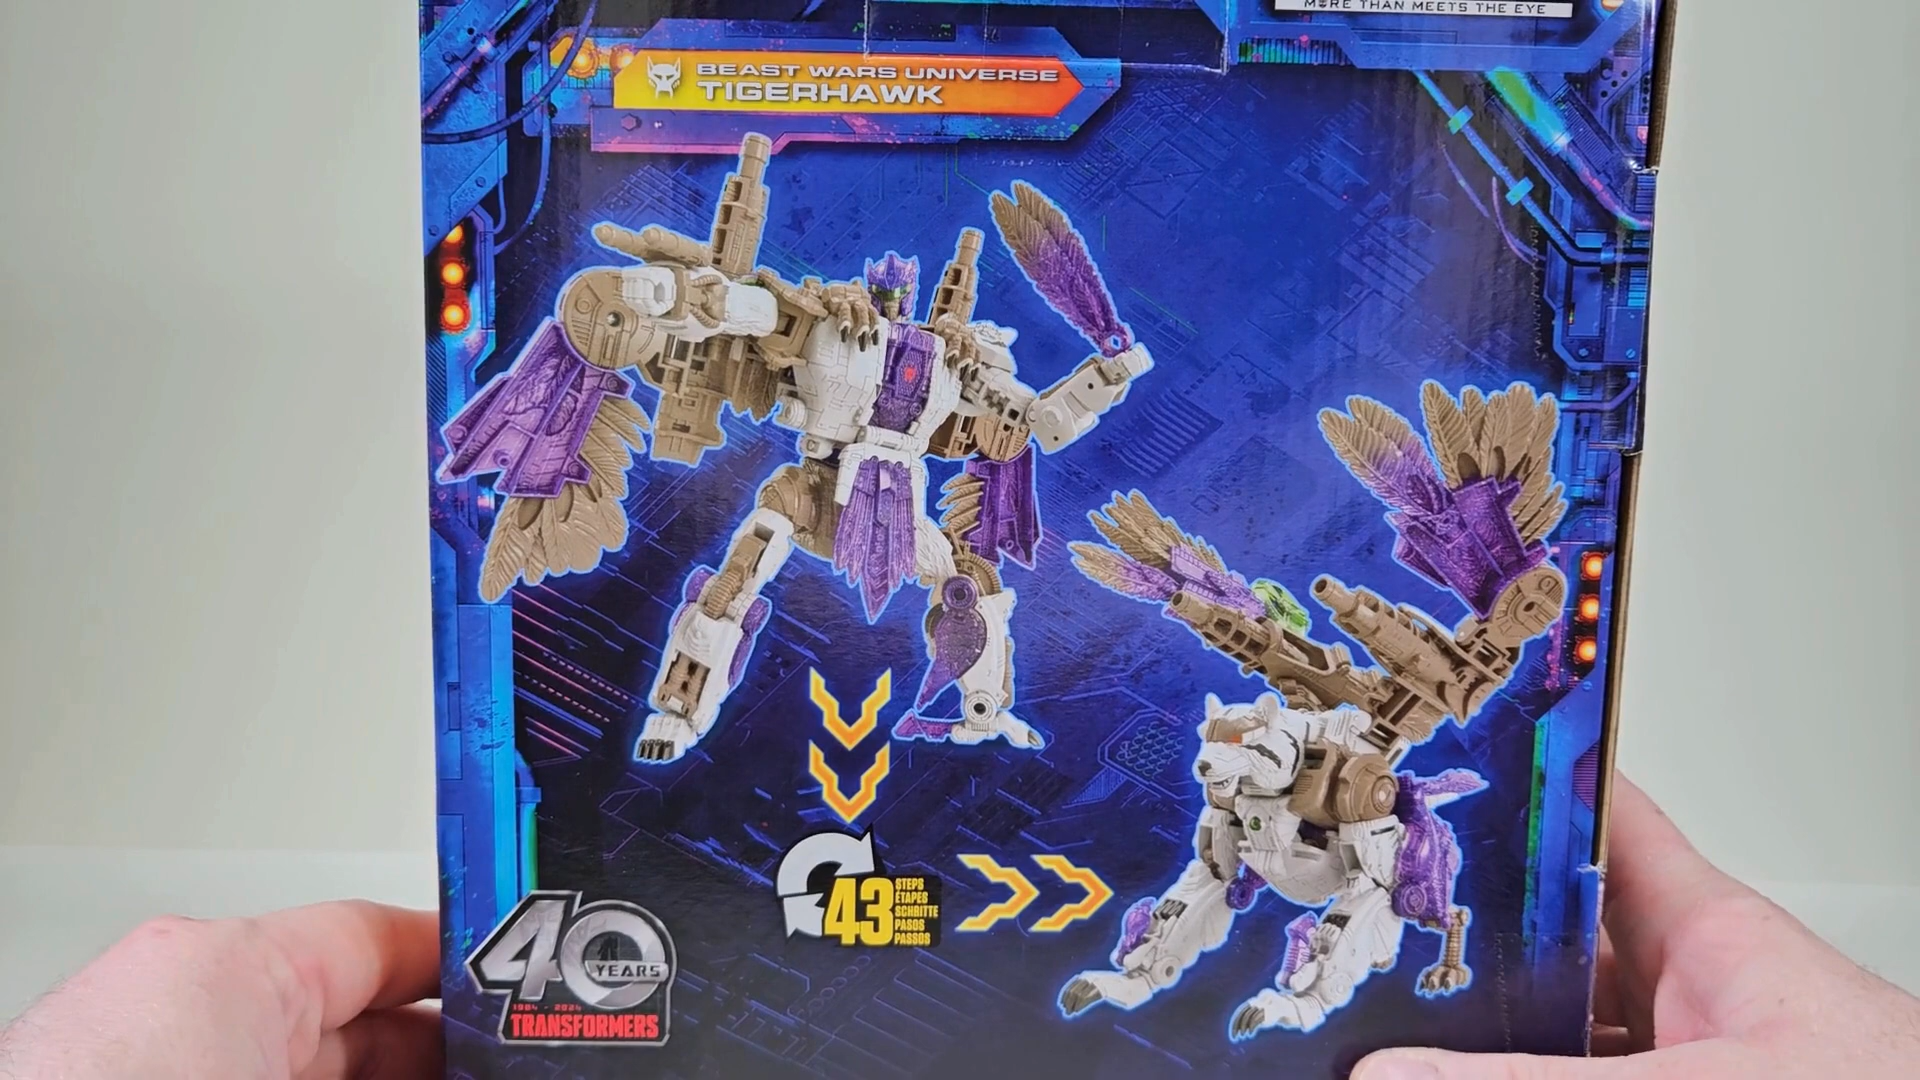 MORE THAN MEETS THE EYE
BEAST WARS UNIVERSE
TIGERHAWK
43
STEPS
ÉTAPES
SCHRITTE
PASOS
PASSOS
40
YEARS
1984 - 2024
TRANSFORMERS